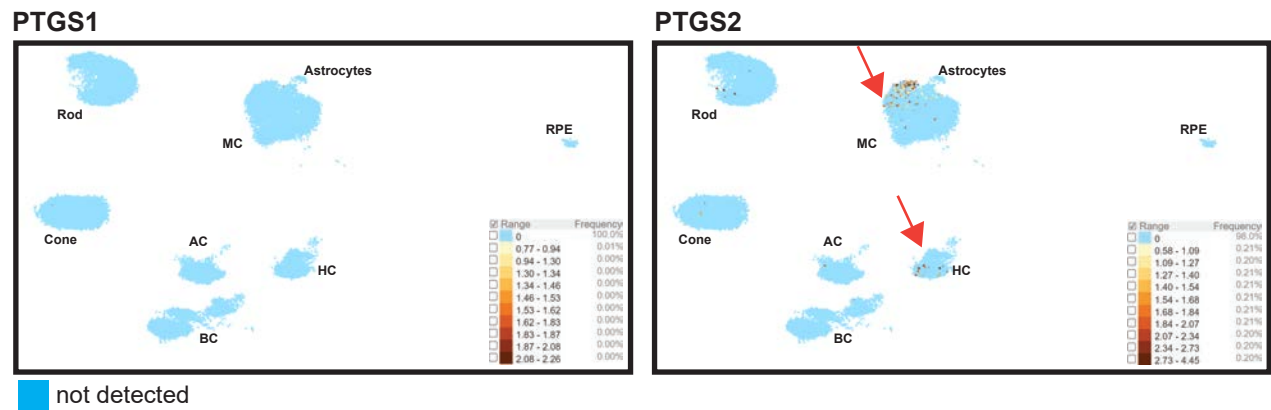 PTGS1
Astrocytes
Rod
MC
RPE
Cone
AC
HC
BC
Range Frequency
0 100.0%
0.77 - 0.94 0.01%
0.94 - 1.30 0.00%
1.30 - 1.34 0.00%
1.34 - 1.46 0.00%
1.46 - 1.53 0.00%
1.53 - 1.62 0.00%
1.62 - 1.83 0.00%
1.83 - 1.87 0.00%
1.87 - 2.08 0.00%
2.08 - 2.26 0.00%
not detected
PTGS2
Astrocytes
Rod
MC
RPE
Cone
AC
HC
BC
Range Frequency
0 98.0%
0.58 - 1.09 0.21%
1.09 - 1.27 0.20%
1.27 - 1.40 0.21%
1.40 - 1.54 0.21%
1.54 - 1.68 0.21%
1.68 - 1.84 0.21%
1.84 - 2.07 0.21%
2.07 - 2.34 0.20%
2.34 - 2.73 0.20%
2.73 - 4.45 0.20%